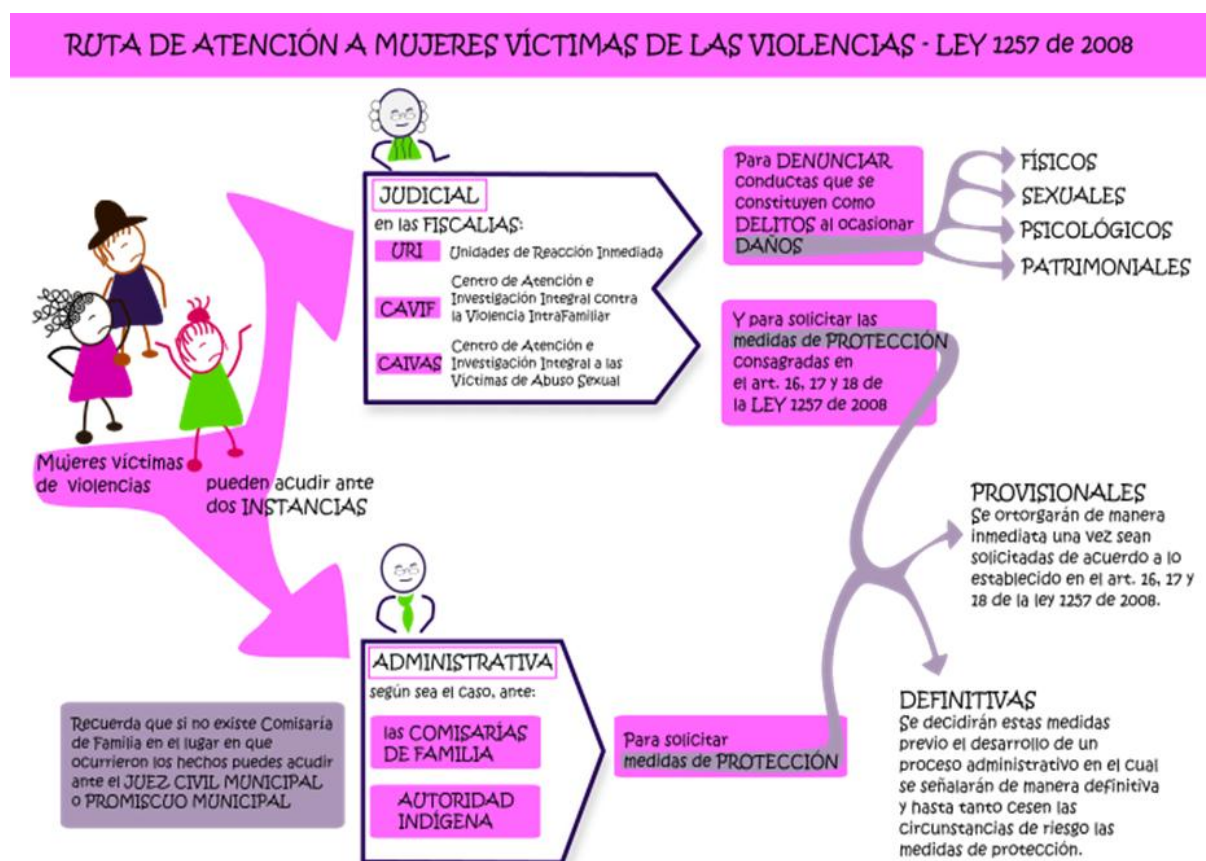 RUTA DE ATENCIÓN A MUJERES VÍCTIMAS DE LAS VIOLENCIAS - LEY 1257 de 2008
Mujeres víctimas
de violencias
pueden acudir ante
dos INSTANCIAS
JUDICIAL
en las FISCALIAS:
URI
Unidades de Reacción Inmediada
CAVIF
Centro de Atención e
Investigación Integral contra
la Violencia IntraFamiliar
CAIVAS
Centro de Atención e
Investigación Integral a las
Víctimas de Abuso Sexual
Para DENUNCIAR
conductas que se
constituyen como
DELITOS al ocasionar
DAÑOS
FÍSICOS
SEXUALES
PSICOLÓGICOS
PATRIMONIALES
Y para solicitar las
medidas de PROTECCIÓN
consagradas en
el art. 16, 17 y 18 de
la LEY 1257 de 2008
PROVISIONALES
Se ortorgarán de manera
inmediata una vez sean
solicitadas de acuerdo a lo
establecido en el art. 16, 17 y
18 de la ley 1257 de 2008.
ADMINISTRATIVA
según sea el caso, ante:
las COMISARÍAS
DE FAMILIA
AUTORIDAD
INDÍGENA
Recuerda que si no existe Comisaría
de Familia en el lugar en que
ocurrieron los hechos puedes acudir
ante el JUEZ CIVIL MUNICIPAL
o PROMISCUO MUNICIPAL
Para solicitar
medidas de PROTECCIÓN
DEFINITIVAS
Se decidirán estas medidas
previo el desarrollo de un
proceso administrativo en el cual
se señalarán de manera definitiva
y hasta tanto cesen las
circunstancias de riesgo las
medidas de protección.